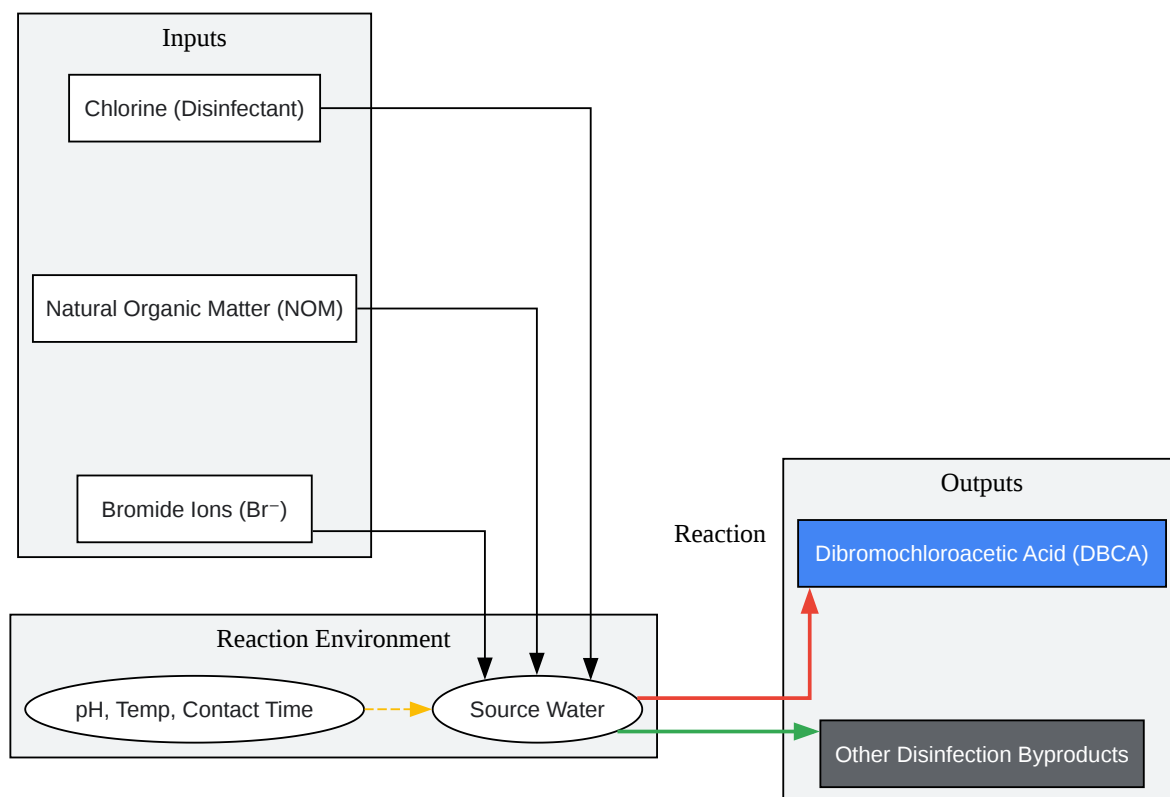 Inputs
Chlorine (Disinfectant)
Natural Organic Matter (NOM)
Bromide Ions (Br⁻)
Reaction Environment
pH, Temp, Contact Time
Source Water
Reaction
Outputs
Dibromochloroacetic Acid (DBCA)
Other Disinfection Byproducts